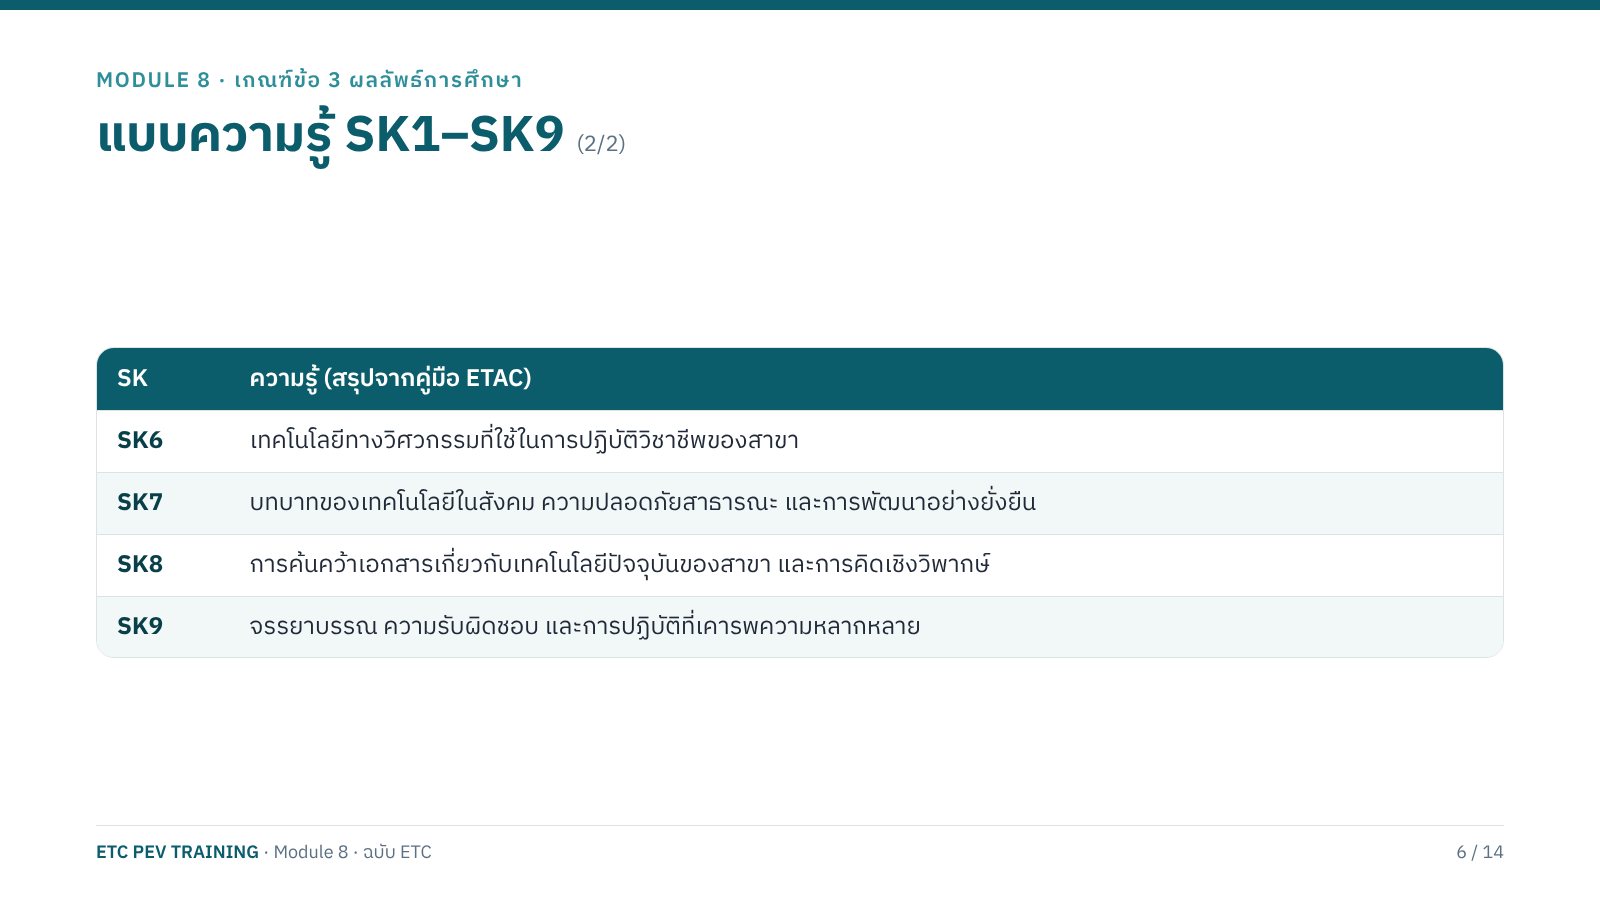 MODULE 8 · เกณฑ์ข้อ 3 ผลลัพธ์การศึกษา
แบบความรู้ SK1–SK9 (2/2)
SK ความรู้ (สรุปจากคู่มือ ETAC)
SK6 เทคโนโลยีทางวิศวกรรมที่ใช้ในการปฏิบัติวิชาชีพของสาขา
SK7 บทบาทของเทคโนโลยีในสังคม ความปลอดภัยสาธารณะ และการพัฒนาอย่างยั่งยืน
SK8 การค้นคว้าเอกสารเกี่ยวกับเทคโนโลยีปัจจุบันของสาขา และการคิดเชิงวิพากษ์
SK9 จรรยาบรรณ ความรับผิดชอบ และการปฏิบัติที่เคารพความหลากหลาย
ETC PEV TRAINING · Module 8 · ฉบับ ETC
6 / 14